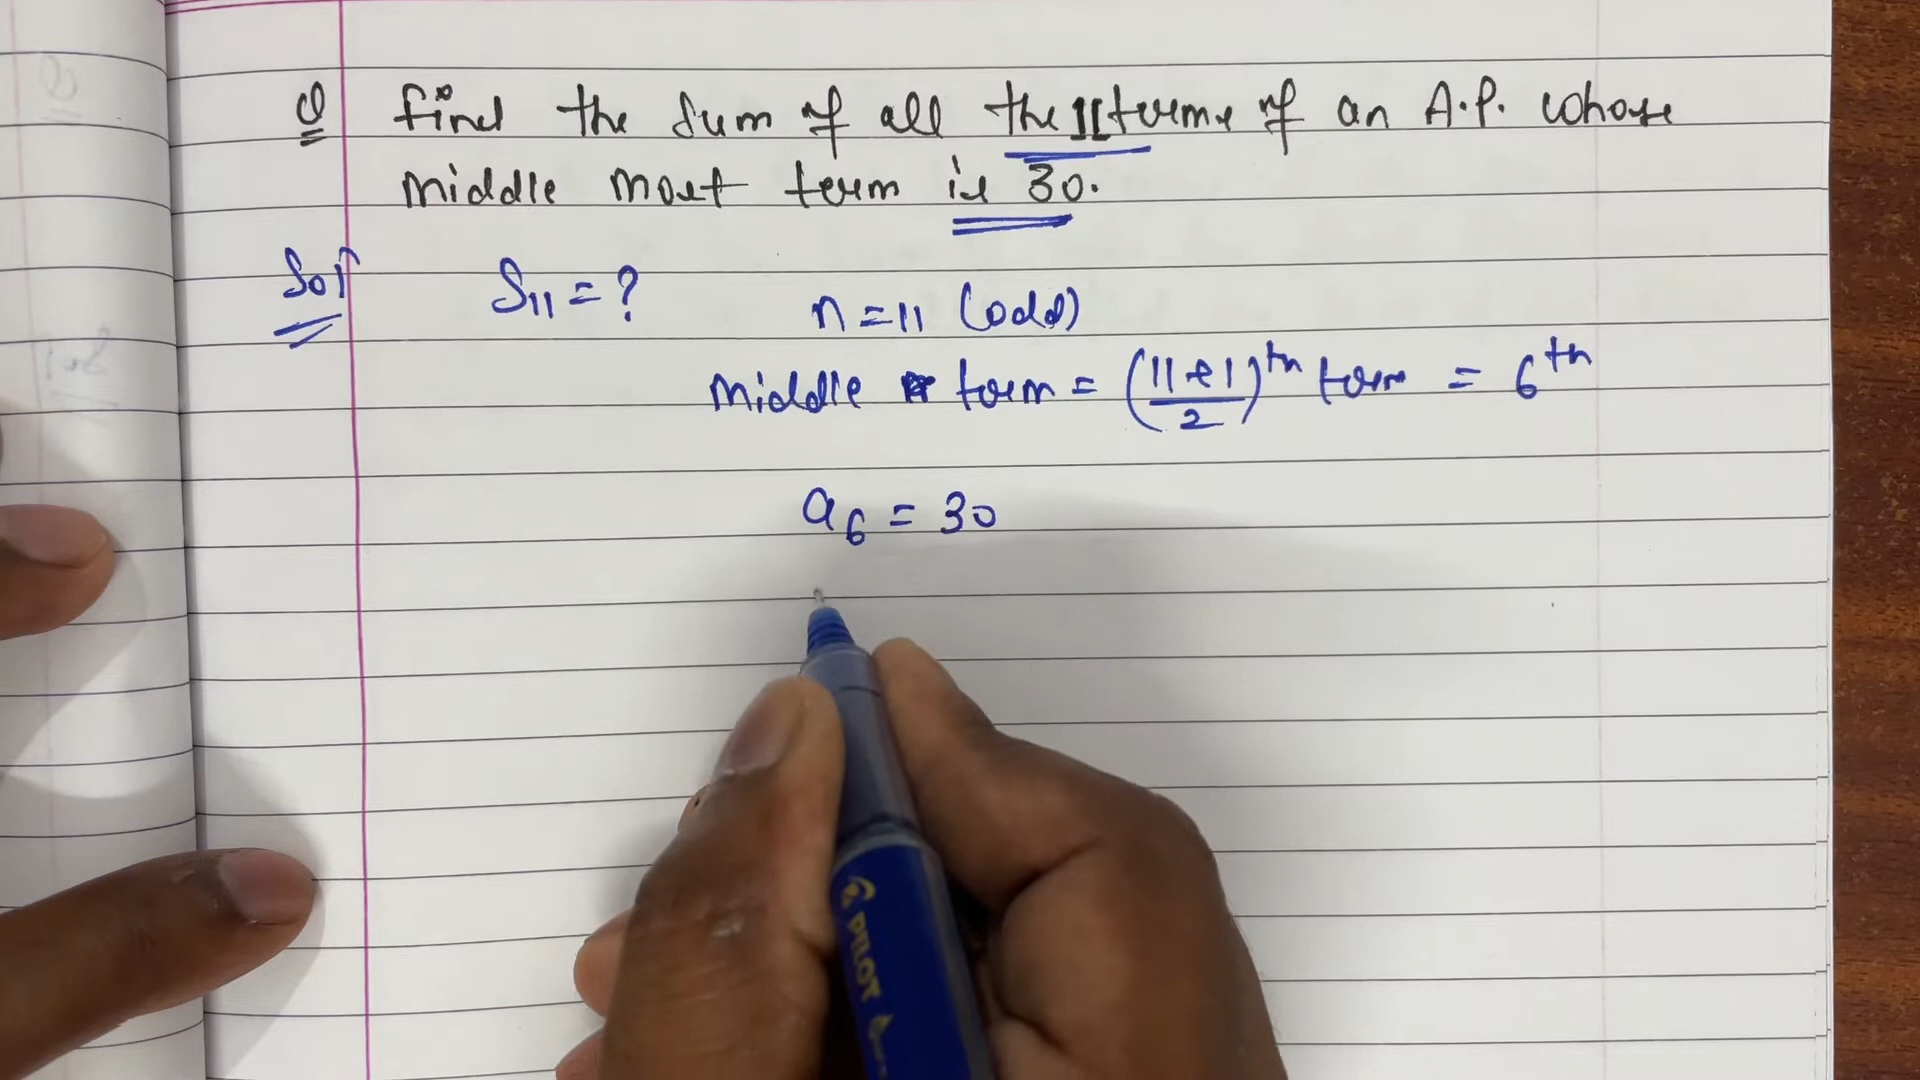 Q Find the sum of all the 11 terms of an A.P. whose
middle most term is 30.
Sol S11 = ? n = 11 (odd)
Middle term = (11+1/2)th term = 6th
a6 = 30
PILOT